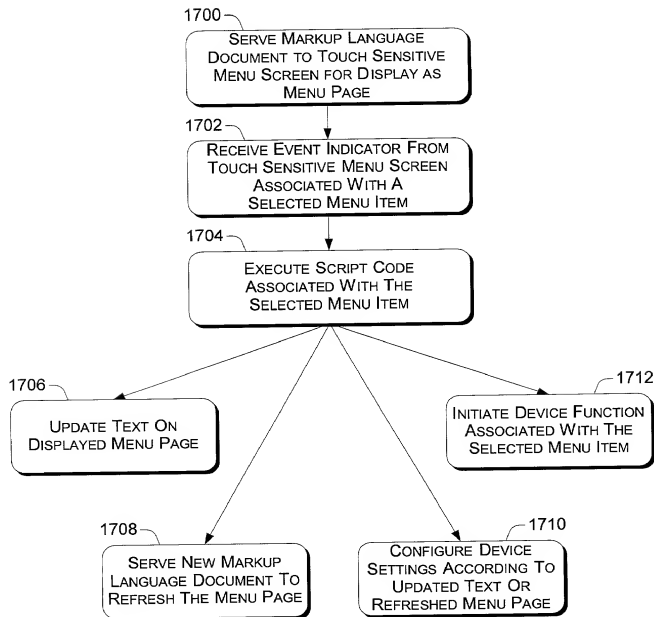 1700
SERVE MARKUP LANGUAGE
DOCUMENT TO TOUCH SENSITIVE
MENU SCREEN FOR DISPLAY AS
MENU PAGE
1702
RECEIVE EVENT INDICATOR FROM
TOUCH SENSITIVE MENU SCREEN
ASSOCIATED WITH A
SELECTED MENU ITEM
1704
EXECUTE SCRIPT CODE
ASSOCIATED WITH THE
SELECTED MENU ITEM
1706
UPDATE TEXT ON
DISPLAYED MENU PAGE
1712
INITIATE DEVICE FUNCTION
ASSOCIATED WITH THE
SELECTED MENU ITEM
1708
SERVE NEW MARKUP
LANGUAGE DOCUMENT TO
REFRESH THE MENU PAGE
1710
CONFIGURE DEVICE
SETTINGS ACCORDING TO
UPDATED TEXT OR
REFRESHED MENU PAGE